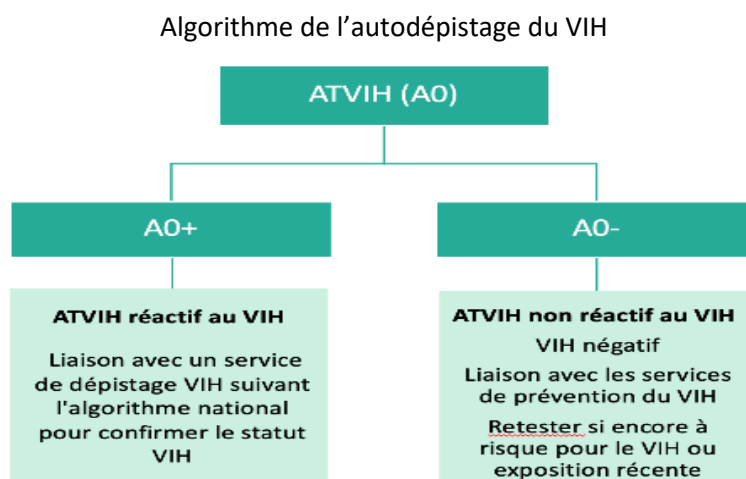 Algorithme de l’autodépistage du VIH
ATVIH (A0)
A0+
A0-
ATVIH réactif au VIH
Liaison avec un service
de dépistage VIH suivant
l'algorithme national
pour confirmer le statut
VIH
ATVIH non réactif au VIH
VIH négatif
Liaison avec les services
de prévention du VIH
Retester si encore à
risque pour le VIH ou
exposition récente